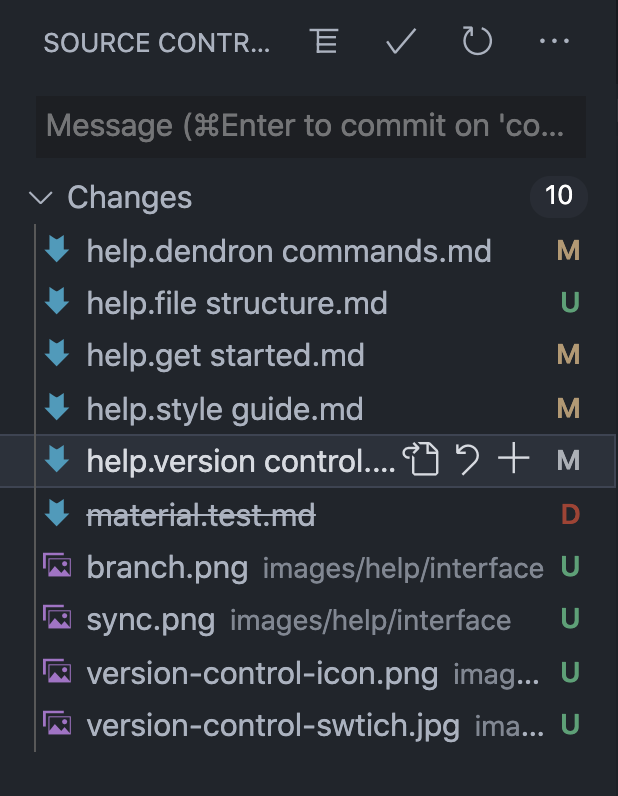 SOURCE CONTR...
Message (⌘Enter to commit on 'co...
Changes 10
help.dendron commands.md M
help.file structure.md U
help.get started.md M
help.style guide.md M
help.version control.... M
material.test.md D
branch.png images/help/interface U
sync.png images/help/interface U
version-control-icon.png imag... U
version-control-swtich.jpg ima... U